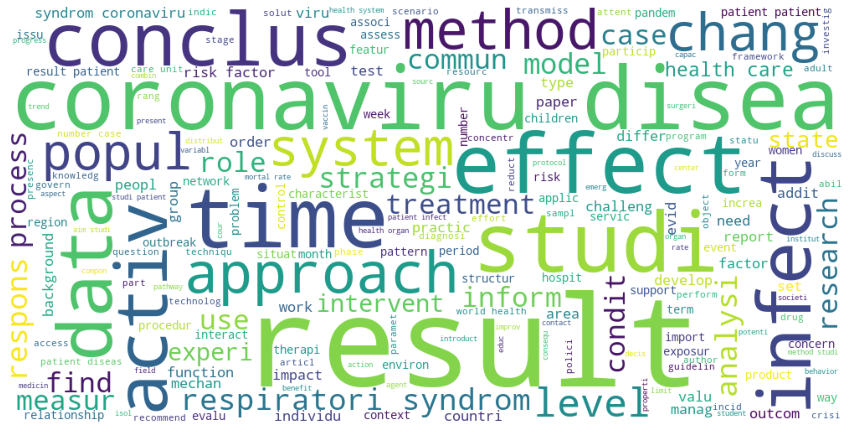 syndrom coronaviru
indic
solut
viru
health system
scenario
transmiss
attent
pandem
patient patient
progress
issu
stage
associ
assess
conclus
method
case
chang
investig
framework
result patient
care unit
combin
featur
commun
particip
capac
adult
risk factor
tool
test
model
health care
trend
rang
sourc
resourc
type
surgeri
present
week
paper
coronaviru disea
vaccin
children
number case
distribut
variabl
order
number
concentr
differ
program
statu
state
women
discuss
popul
role
system
reduct
risk
protocol
center
form
year
knowledg
mortal rate
strategi
effect
applic
emerg
addit
abil
presenc
govern
aspect
peopl
studi patient
group
network
characterist
challeng
evid
object
increa
process
region
aim studi
problem
control
time
treatment
servic
need
background
outbreak
cour
health organ
patient infect
effort
practic
sampl
organ
report
institut
question
techniqu
situat
month
diagnosi
studi
rate
event
factor
infect
research
data
activ
compon
phase
pattern
period
structur
hospit
respons
part
pathway
approach
develop
set
societi
technolog
work
intervent
inform
support
perform
potenti
access
procedur
interact
world health
area
condit
term
drug
use
paramet
improv
contact
polici
import
author
concern
patient diseas
experi
therapi
introduct
exposur
method studi
articl
educ
consequ
guidelin
behavior
find
field
function
impact
environ
result
decis
analysi
product
medicin
mechan
action
agent
properti
limit
student
measur
benefit
respiratori syndrom
level
valu
way
isol
individu
context
countri
manag
incid
outcom
relationship
recommend
evalu
crisi